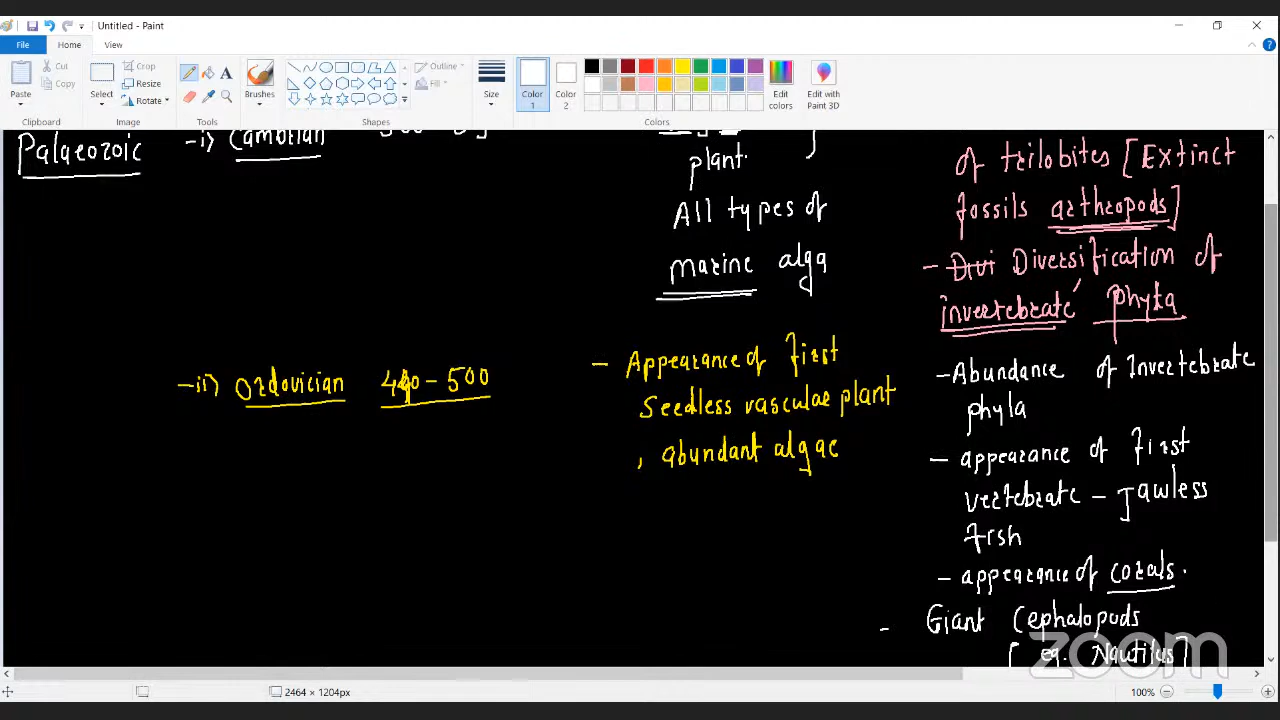 Untitled - Paint
File Home View
Cut
Copy
Paste
Crop
Resize
Rotate
Select
Image
Tools
Brushes
Shapes
Outline
Fill
Size
Color 1
Color 2
Colors
Edit colors
Edit with Paint 3D
Palaeozoic
-i) Cambrian
plant.
All types of
marine alga
of trilobites [Extinct
fossils arthropods]
- Divi Diversification of
invertebrate phyla
-ii) Ordovician 440 - 500
- Appearance of first
Seedless vascular plant
, abundant algae
- Abundance of Invertebrate
phyla
- appearance of first
vertebrate - Jawless
fish
- appearance of corals.
- Giant Cephalopods
[ eg. Nautilus]
zoom
2464 × 1204px
100%